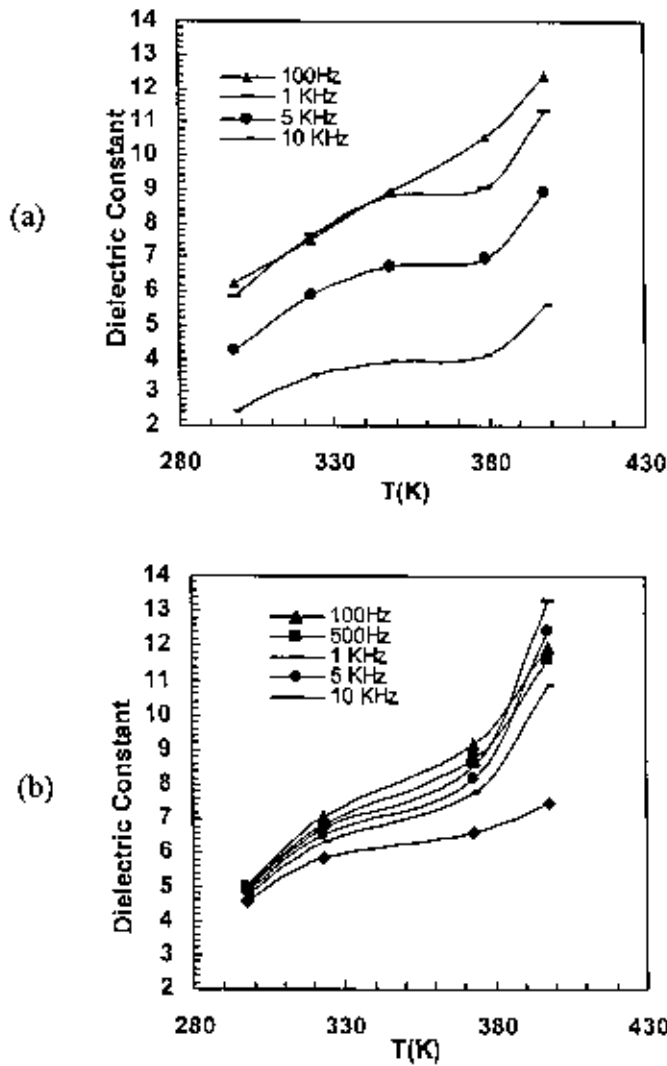 14
13
12
11
10
9
8
7
6
5
4
3
2
Dielectric Constant
100Hz
1 KHz
5 KHz
10 KHz
(a)
280 330 380 430
T(K)
14
13
12
11
10
9
8
7
6
5
4
3
2
Dielectric Constant
100Hz
500Hz
1 KHz
5 KHz
10 KHz
(b)
280 330 380 430
T(K)